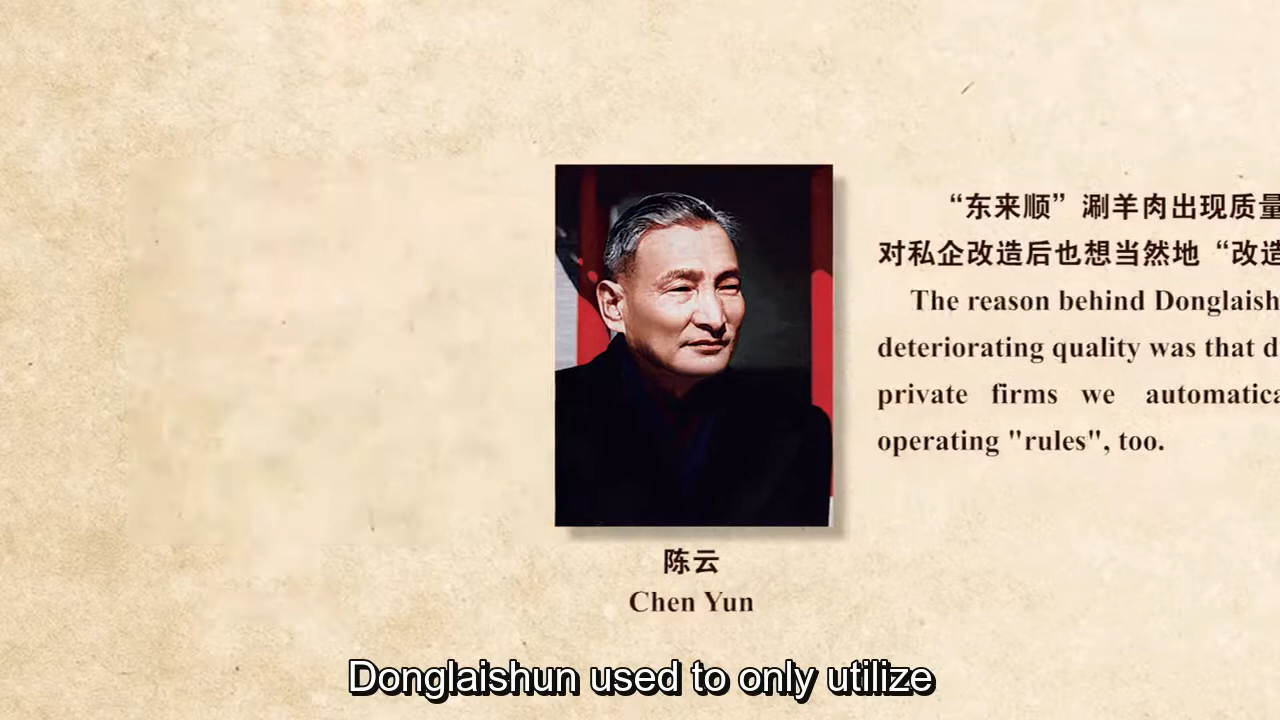 “东来顺”涮羊肉出现质量
对私企改造后也想当然地“改造
The reason behind Donglaish
deteriorating quality was that d
private firms we automatica
operating "rules", too.
陈云
Chen Yun
Donglaishun used to only utilize